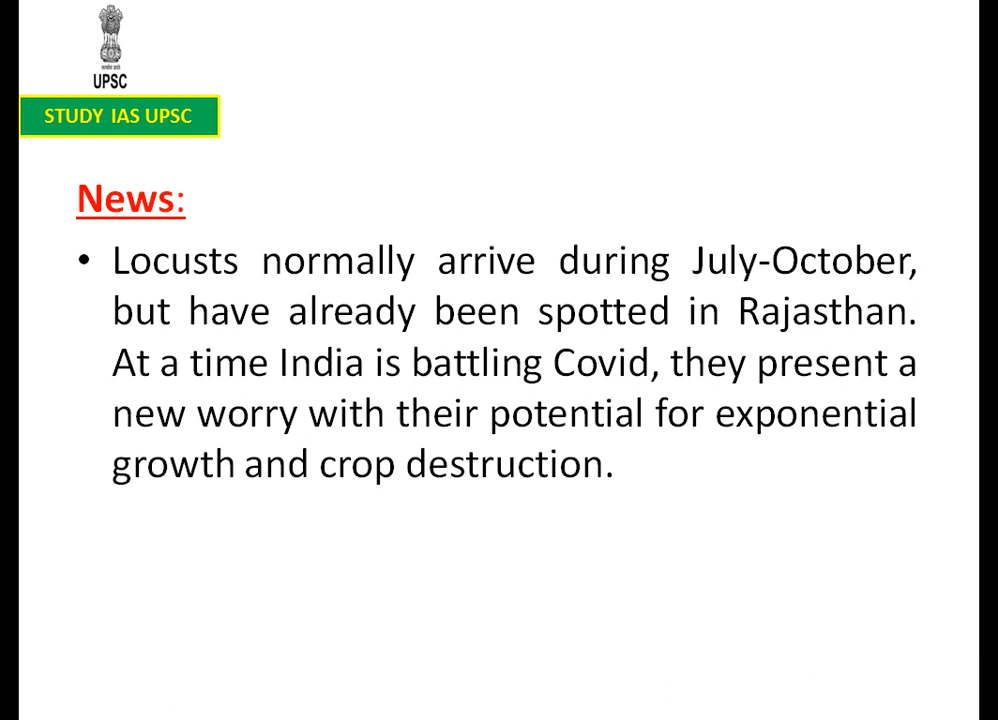 UPSC
STUDY IAS UPSC
News:
• Locusts normally arrive during July-October,
but have already been spotted in Rajasthan.
At a time India is battling Covid, they present a
new worry with their potential for exponential
growth and crop destruction.